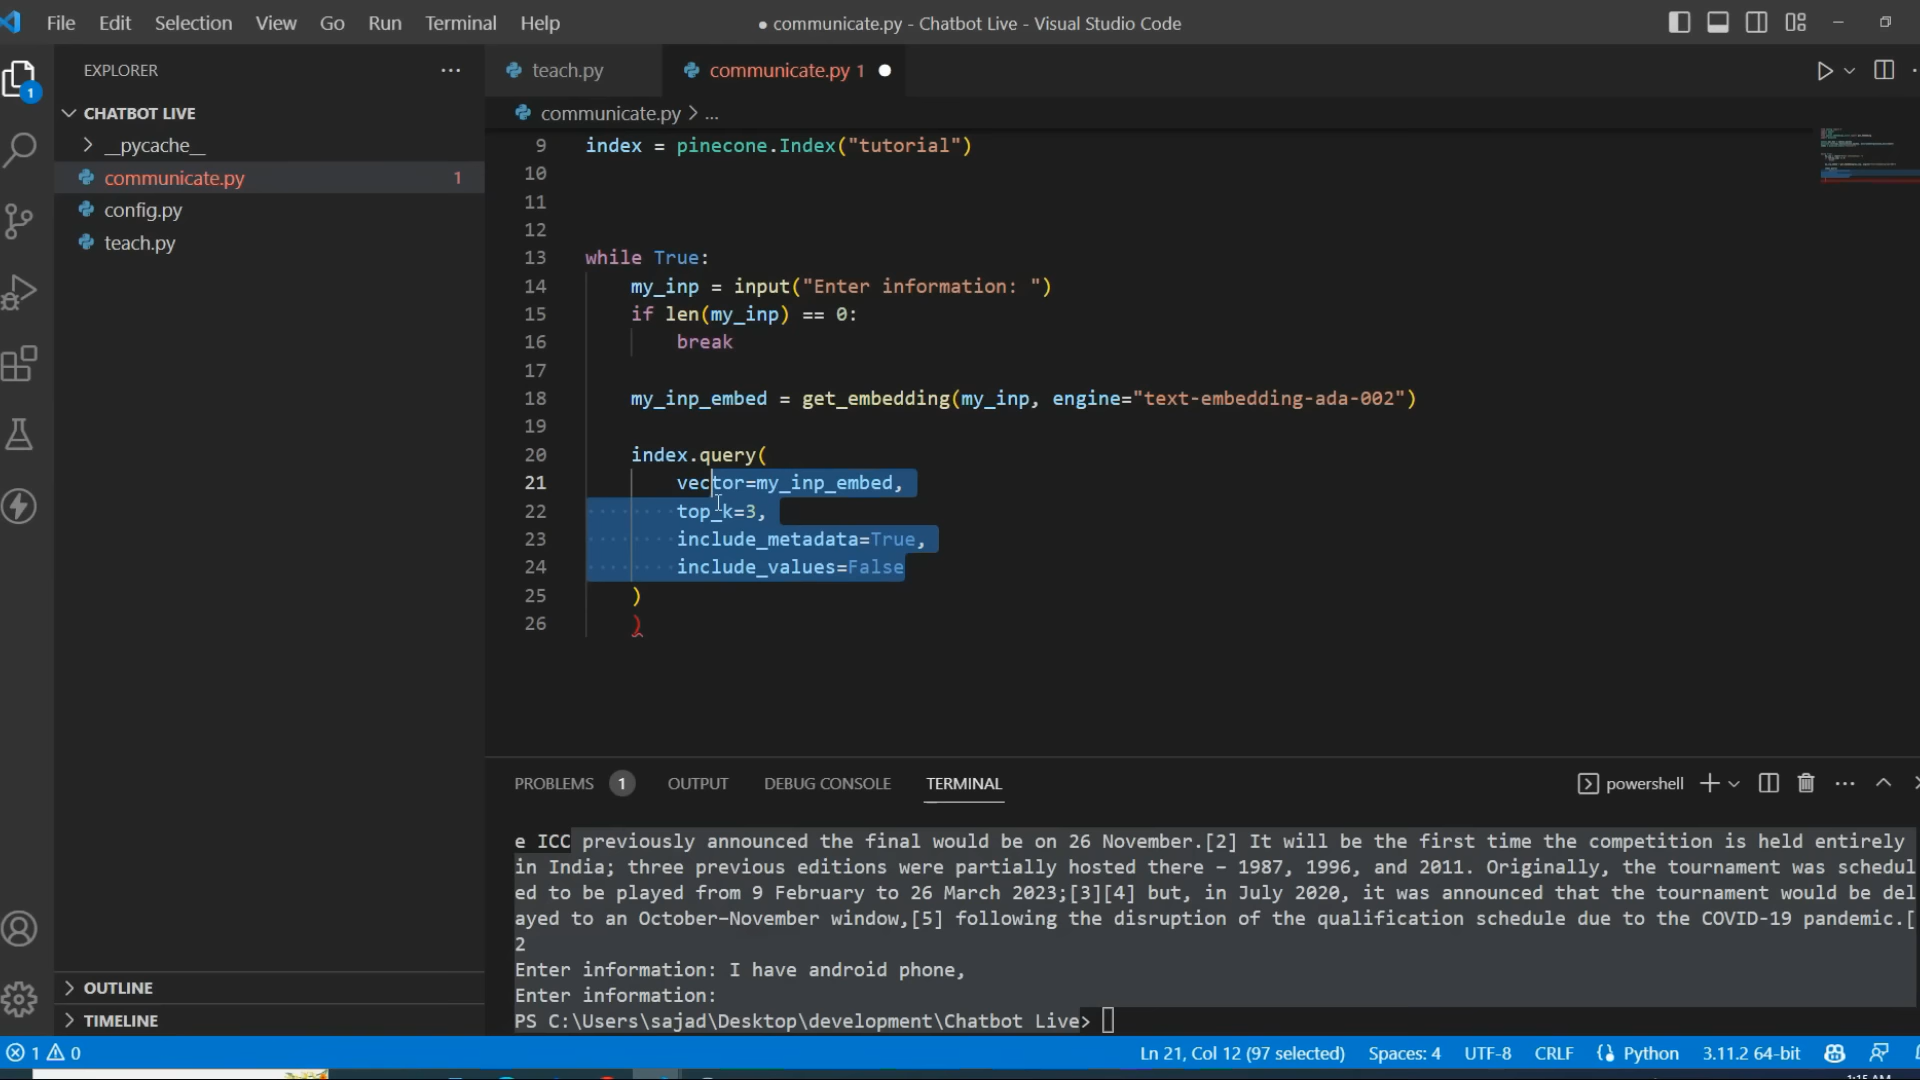 File Edit Selection View Go Run Terminal Help ● communicate.py - Chatbot Live - Visual Studio Code
EXPLORER ···
1
CHATBOT LIVE
__pycache__
communicate.py 1
config.py
teach.py
OUTLINE
TIMELINE
teach.py communicate.py 1 ●
communicate.py > ...
9 index = pinecone.Index("tutorial")
10
11
12
13 while True:
14 my_inp = input("Enter information: ")
15 if len(my_inp) == 0:
16 break
17
18 my_inp_embed = get_embedding(my_inp, engine="text-embedding-ada-002")
19
20 index.query(
21 vector=my_inp_embed,
22 top_k=3,
23 include_metadata=True,
24 include_values=False
25 )
26 )
PROBLEMS 1 OUTPUT DEBUG CONSOLE TERMINAL powershell
e ICC previously announced the final would be on 26 November.[2] It will be the first time the competition is held entirely
in India; three previous editions were partially hosted there – 1987, 1996, and 2011. Originally, the tournament was schedul
ed to be played from 9 February to 26 March 2023;[3][4] but, in July 2020, it was announced that the tournament would be del
ayed to an October–November window,[5] following the disruption of the qualification schedule due to the COVID-19 pandemic.[
2
Enter information: I have android phone,
Enter information:
PS C:\Users\sajad\Desktop\development\Chatbot Live>
1 0 Ln 21, Col 12 (97 selected) Spaces: 4 UTF-8 CRLF Python 3.11.2 64-bit